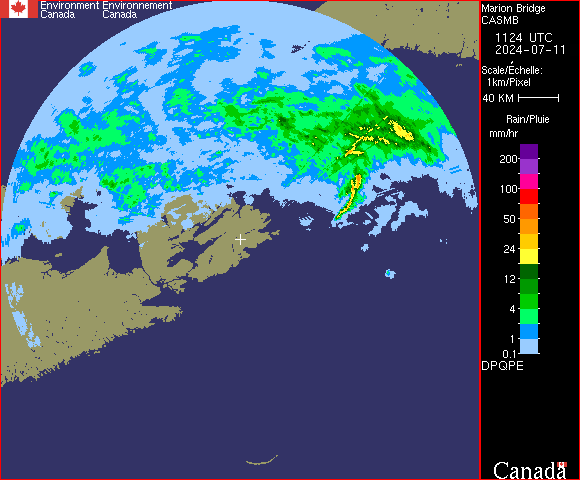 Environment Environnement
Canada Canada
Marion Bridge
CASMB
1124 UTC
2024-07-11
Scale/Échelle:
1km/Pixel
40 KM
Rain/Pluie
mm/hr
200
100
50
24
12
4
1
0.1
DPQPE
Canada